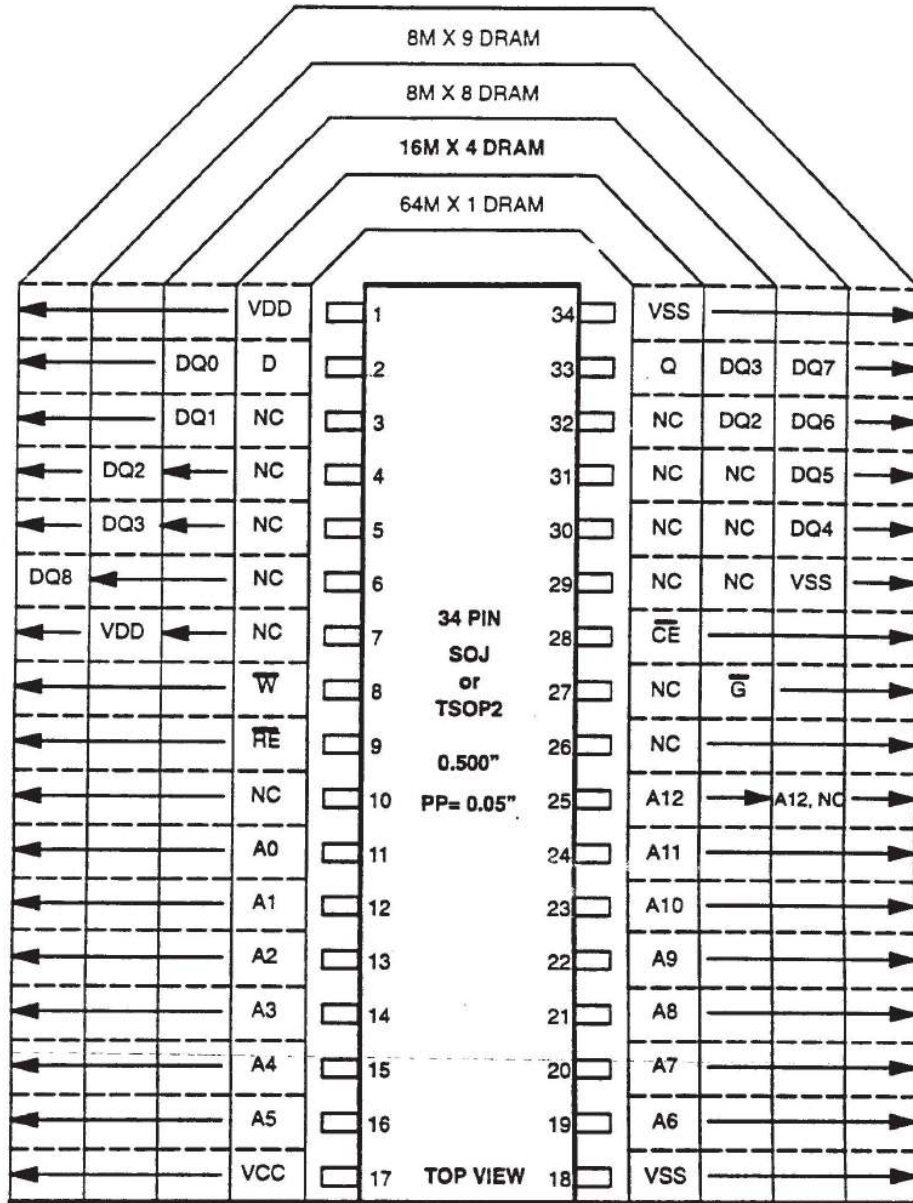 8M X 9 DRAM
8M X 8 DRAM
16M X 4 DRAM
64M X 1 DRAM
VDD 1 34 VSS
DQ0 D 2 33 Q DQ3 DQ7
DQ1 NC 3 32 NC DQ2 DQ6
DQ2 NC 4 31 NC NC DQ5
DQ3 NC 5 30 NC NC DQ4
DQ8 NC 6 29 NC NC VSS
VDD NC 7 28 C̅E̅
W̅ 8 27 NC G̅
R̅E̅ 9 26 NC
NC 10 25 A12 A12, NC
A0 11 24 A11
A1 12 23 A10
A2 13 22 A9
A3 14 21 A8
A4 15 20 A7
A5 16 19 A6
VCC 17 18 VSS
34 PIN
SOJ
or
TSOP2
0.500"
PP= 0.05"
TOP VIEW